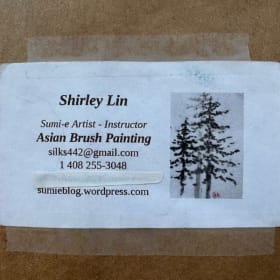 Shirley Lin
Sumi-e Artist - Instructor
Asian Brush Painting
silks442@gmail.com
1 408 255-3048
sumieblog.wordpress.com